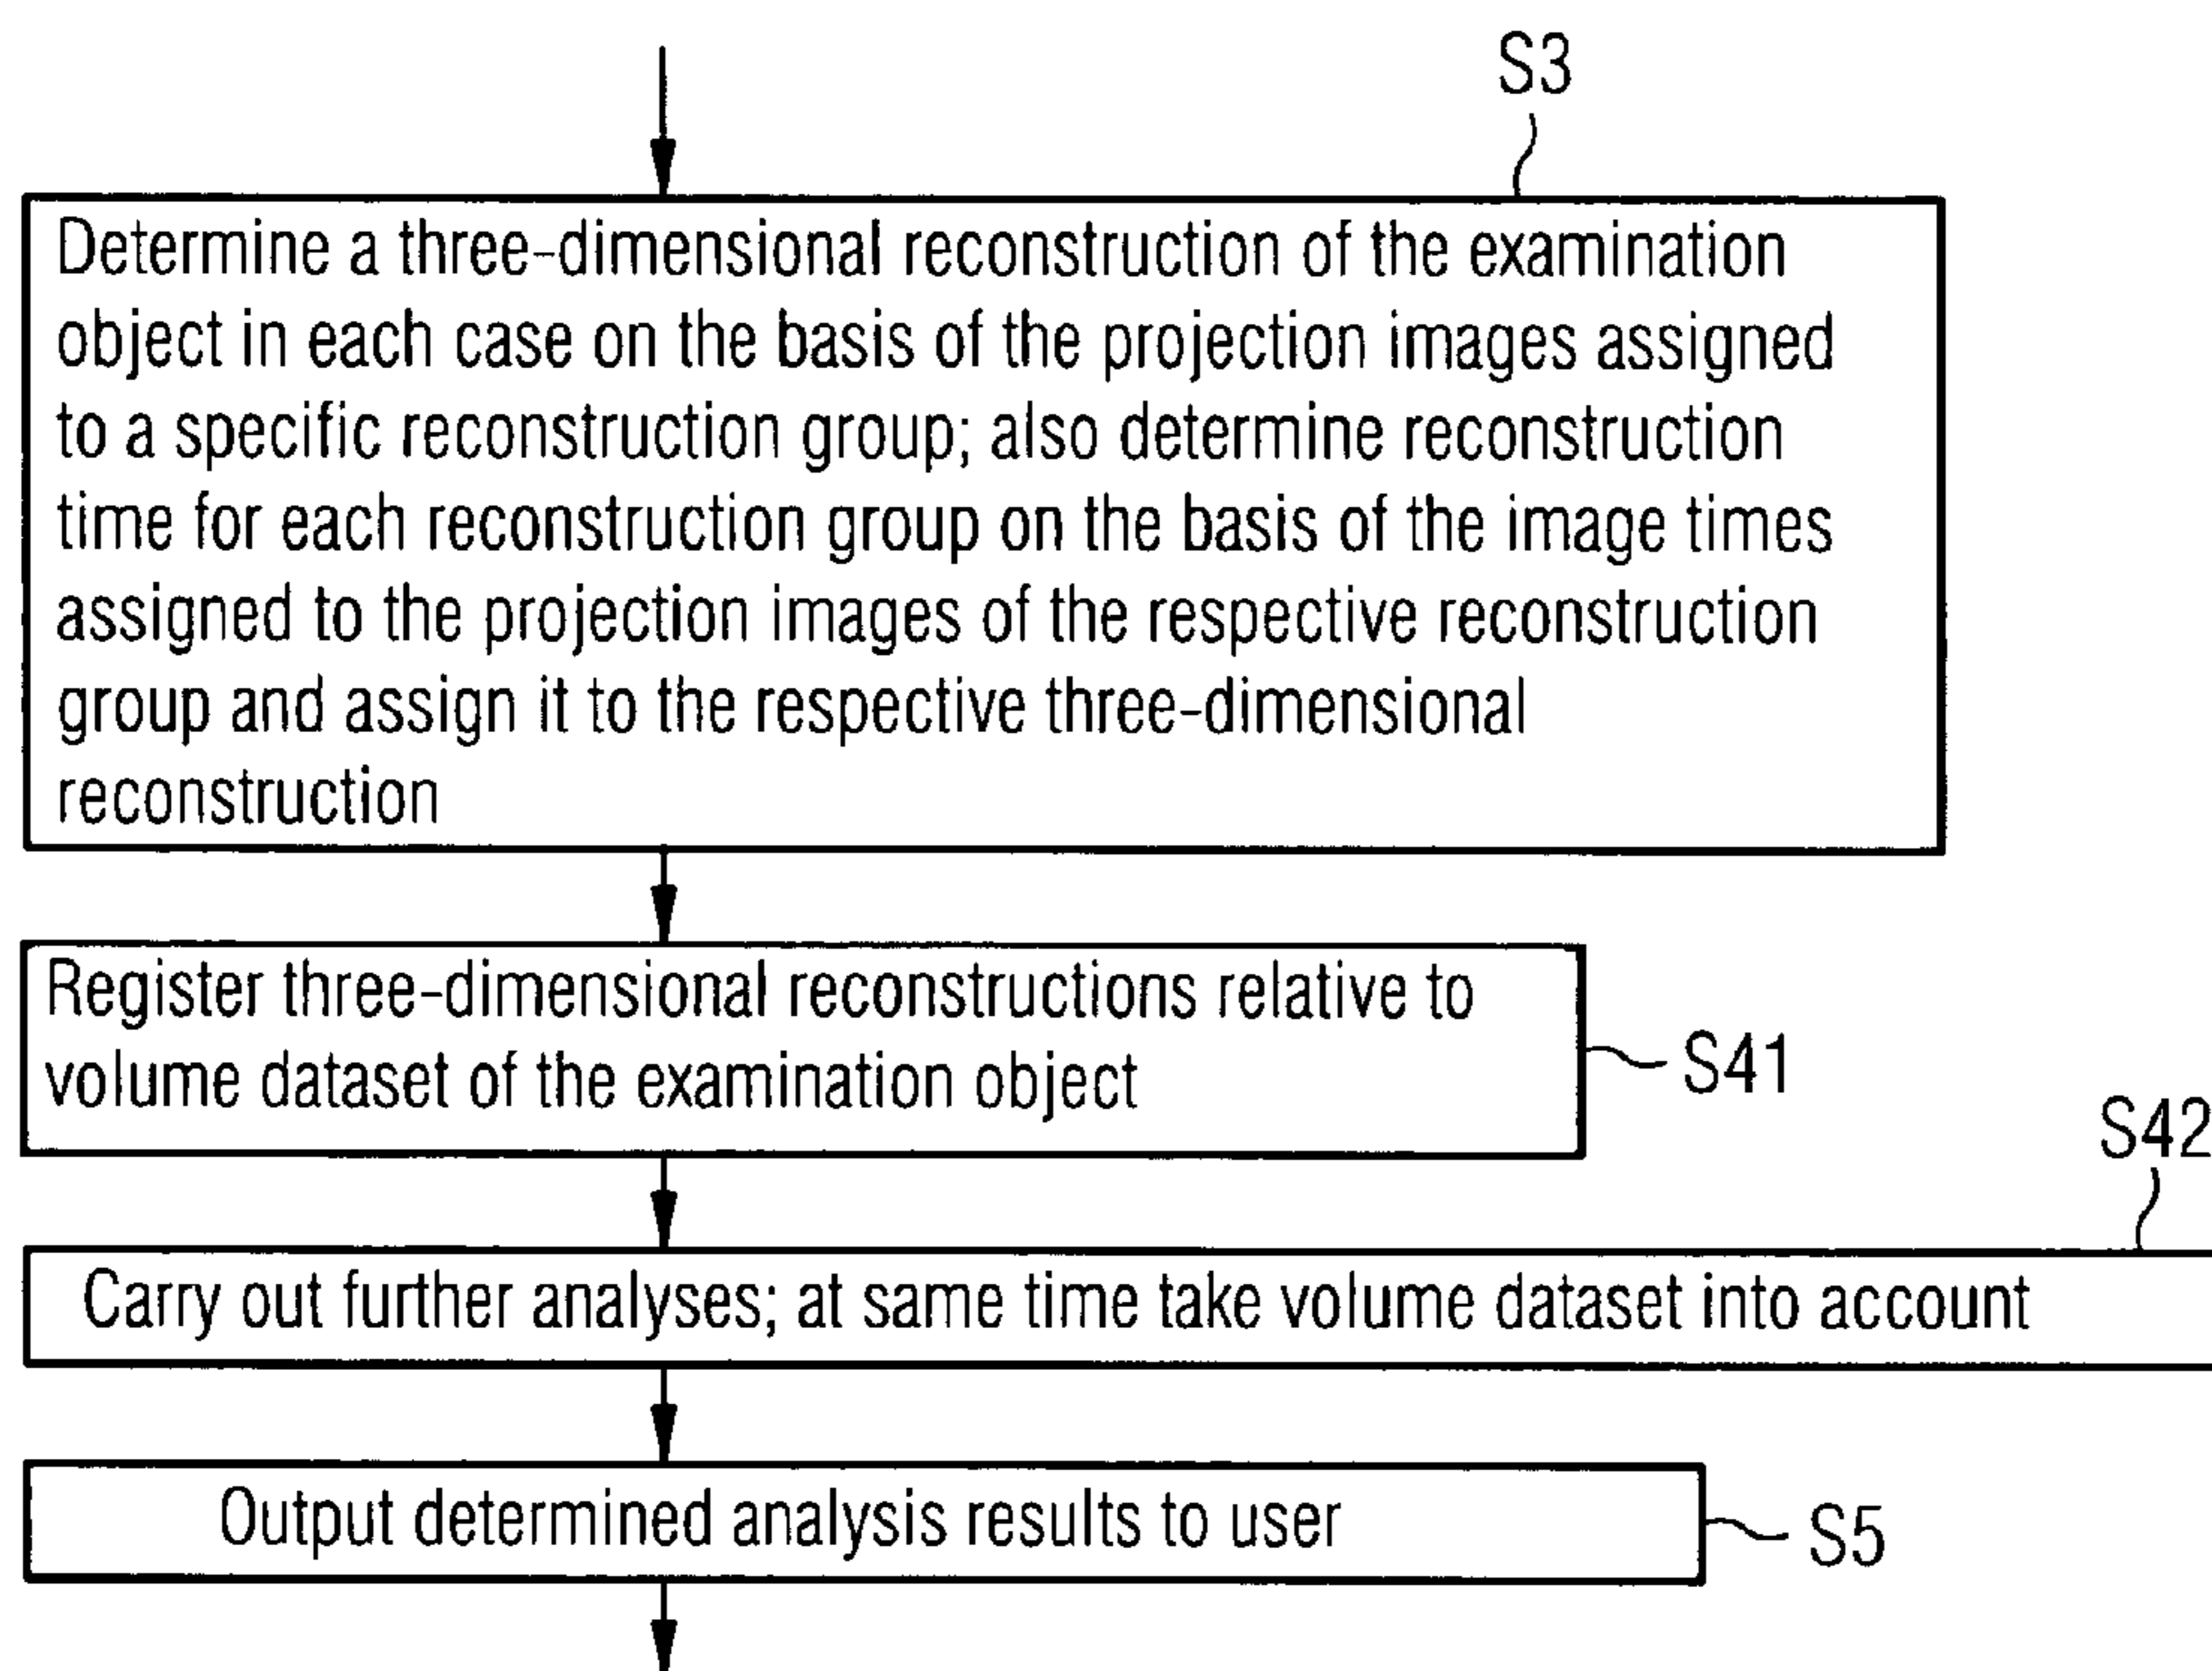 S3
Determine a three-dimensional reconstruction of the examination
object in each case on the basis of the projection images assigned
to a specific reconstruction group; also determine reconstruction
time for each reconstruction group on the basis of the image times
assigned to the projection images of the respective reconstruction
group and assign it to the respective three-dimensional
reconstruction
Register three-dimensional reconstructions relative to
volume dataset of the examination object
S41
S42
Carry out further analyses; at same time take volume dataset into account
Output determined analysis results to user
S5